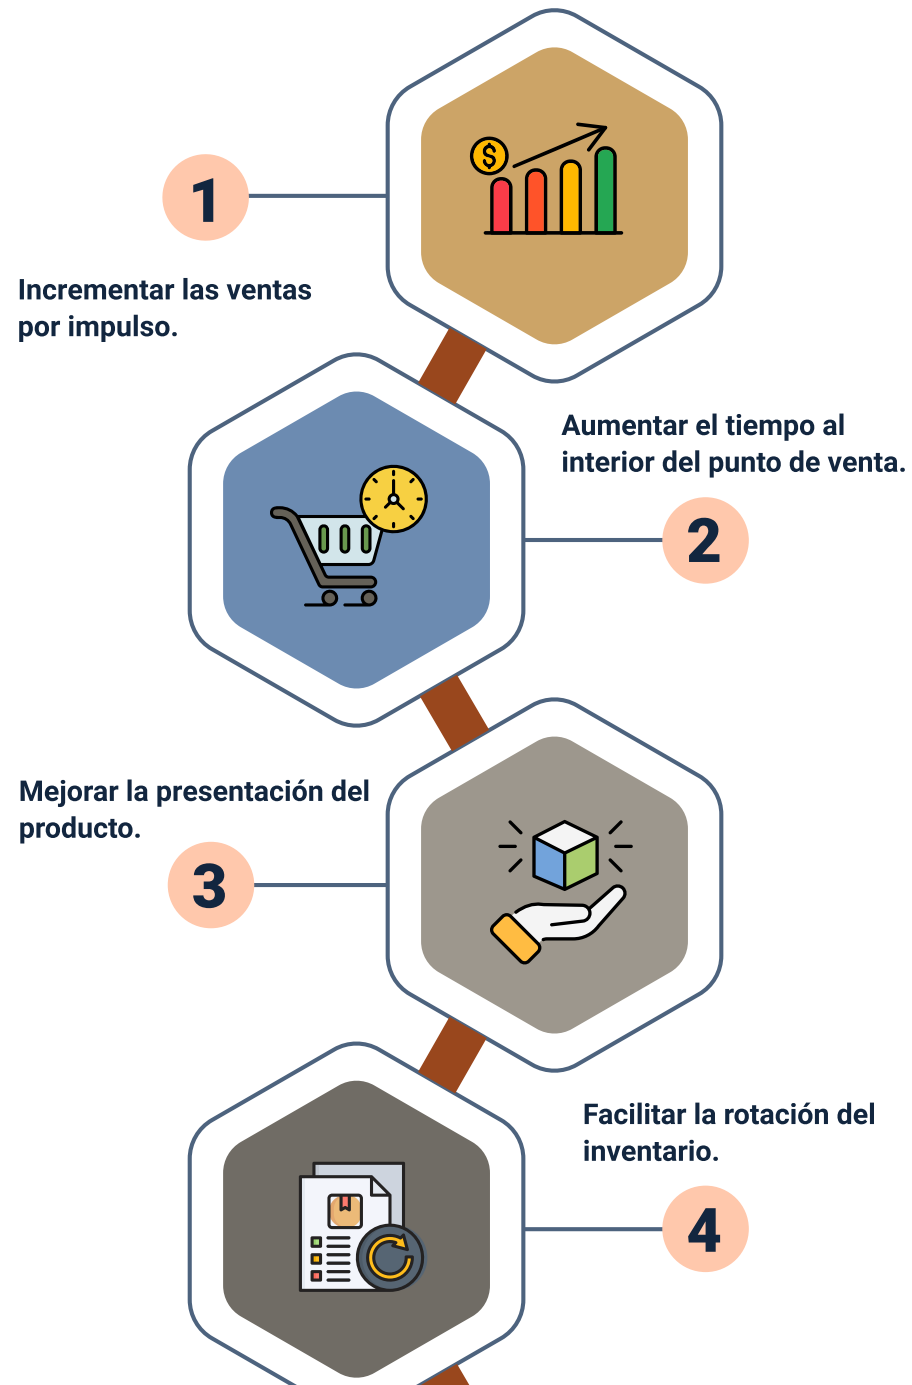 $
1
Incrementar las ventas
por impulso.
Aumentar el tiempo al
interior del punto de venta.
2
Mejorar la presentación del
producto.
3
Facilitar la rotación del
inventario.
4